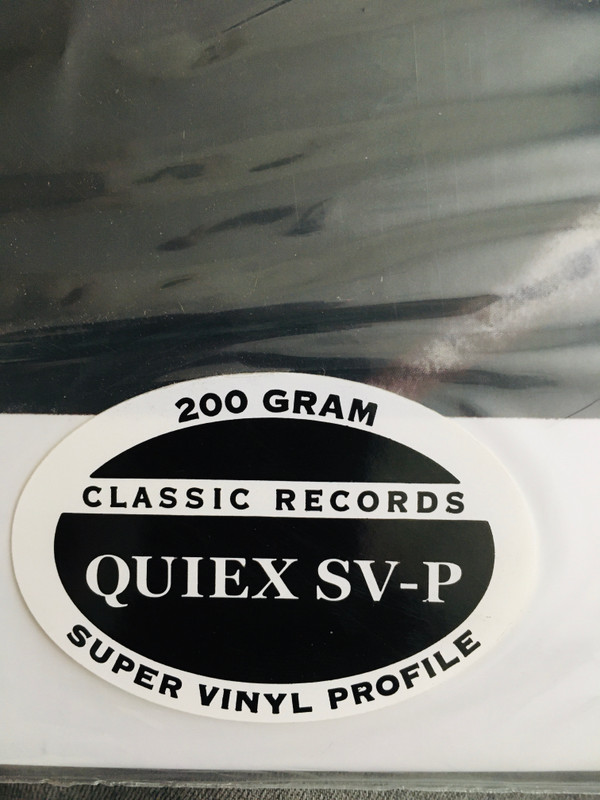 200 GRAM
CLASSIC RECORDS
QUIEX SV-P
SUPER VINYL PROFILE